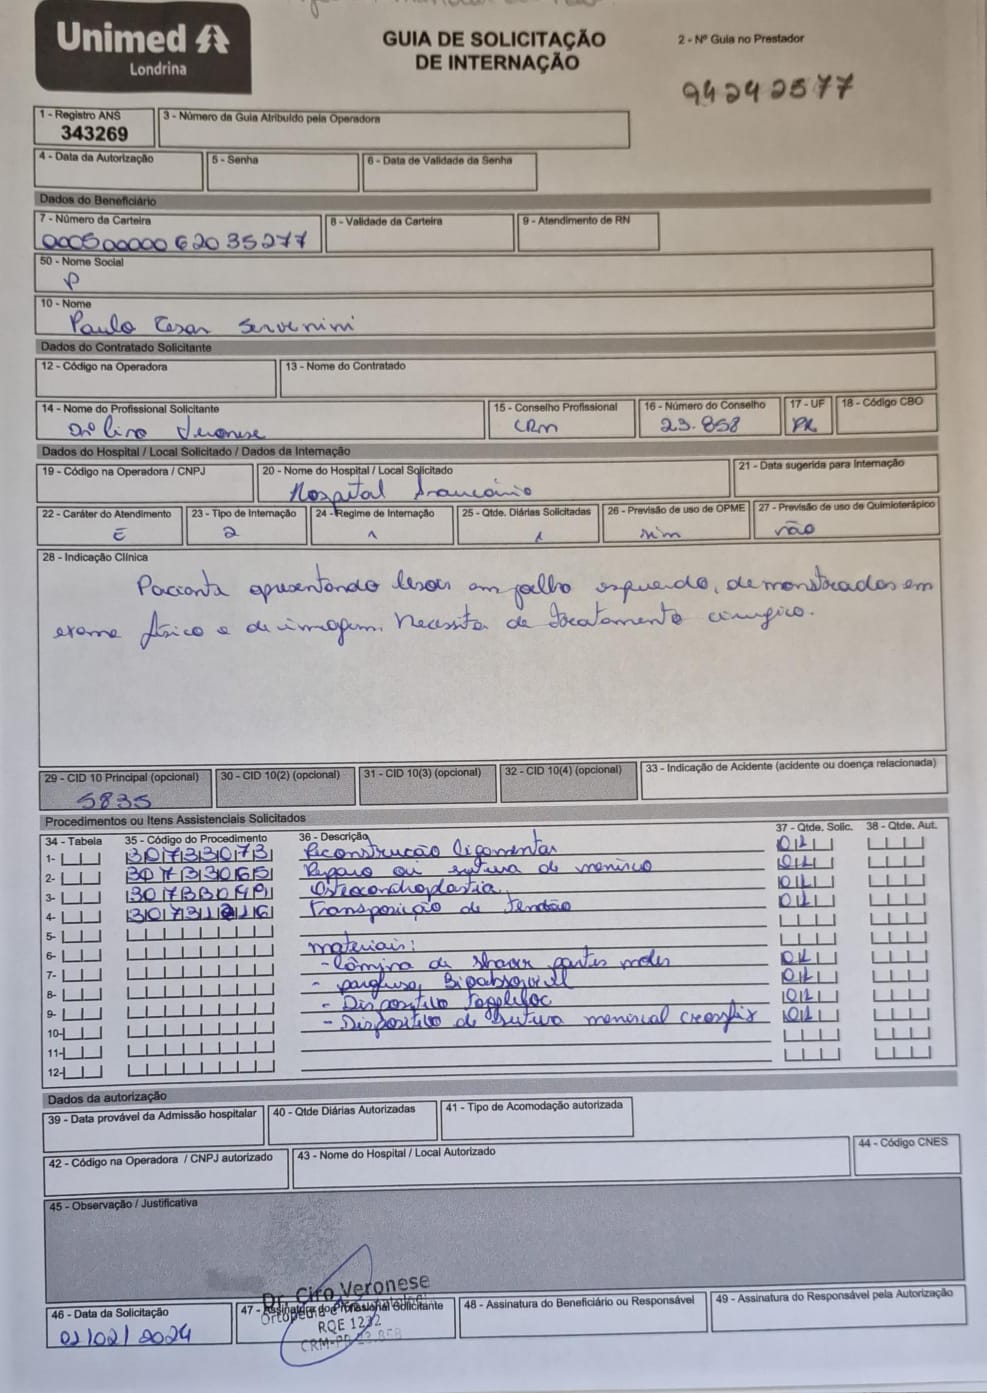 Unimed
Londrina
GUIA DE SOLICITAÇÃO
DE INTERNAÇÃO
2 - Nº Guia no Prestador
94242577
1 - Registro ANS
343269
3 - Número da Guia Atribuído pela Operadora
4 - Data da Autorização
5 - Senha
6 - Data de Validade da Senha
Dados do Beneficiário
7 - Número da Carteira
00050000062035277
8 - Validade da Carteira
9 - Atendimento de RN
50 - Nome Social
P
10 - Nome
Paulo Cesar Servenini
Dados do Contratado Solicitante
12 - Código na Operadora
13 - Nome do Contratado
14 - Nome do Profissional Solicitante
Drº Ciro Veronese
15 - Conselho Profissional
CRM
16 - Número do Conselho
23.858
17 - UF
PR
18 - Código CBO
Dados do Hospital / Local Solicitado / Dados da Internação
19 - Código na Operadora / CNPJ
20 - Nome do Hospital / Local Solicitado
Hospital Araucária
21 - Data sugerida para Internação
22 - Caráter do Atendimento
E
23 - Tipo de Internação
2
24 - Regime de Internação
1
25 - Qtde. Diárias Solicitadas
1
26 - Previsão de uso de OPME
sim
27 - Previsão de uso de Quimioterápico
não
28 - Indicação Clínica
Paciente apresentando lesões em joelho esquerdo, demonstrados em
exame físico e de imagem. Necessita de tratamento cirurgico.
29 - CID 10 Principal (opcional)
S835
30 - CID 10(2) (opcional)
31 - CID 10(3) (opcional)
32 - CID 10(4) (opcional)
33 - Indicação de Acidente (acidente ou doença relacionada)
Procedimentos ou Itens Assistenciais Solicitados
34 - Tabela
35 - Código do Procedimento
36 - Descrição
37 - Qtde. Solic.
38 - Qtde. Aut.
1- 30733073 Reconstrução ligamentar 01
2- 30733065 Reparo ou sutura de menisco 01
3- 30733049 Osteocondroplastia 01
4- 307311216 Transposição de tendão 01
5-
6- materiais:
7- - Lâmina de shaver partes moles 01
8- - parafuso Bioabsorvível 01
9- - Dispositivo toggleloc 01
10- - Dispositivo de sutura meniscal crossfix 01
11-
12-
Dados da autorização
39 - Data provável da Admissão hospitalar
40 - Qtde Diárias Autorizadas
41 - Tipo de Acomodação autorizada
42 - Código na Operadora / CNPJ autorizado
43 - Nome do Hospital / Local Autorizado
44 - Código CNES
45 - Observação / Justificativa
46 - Data da Solicitação
01/02/2024
Dr. Ciro Veronese
47 - Assinatura do Profissional Solicitante
RQE 1232
CRM-PR 23.858
48 - Assinatura do Beneficiário ou Responsável
49 - Assinatura do Responsável pela Autorização